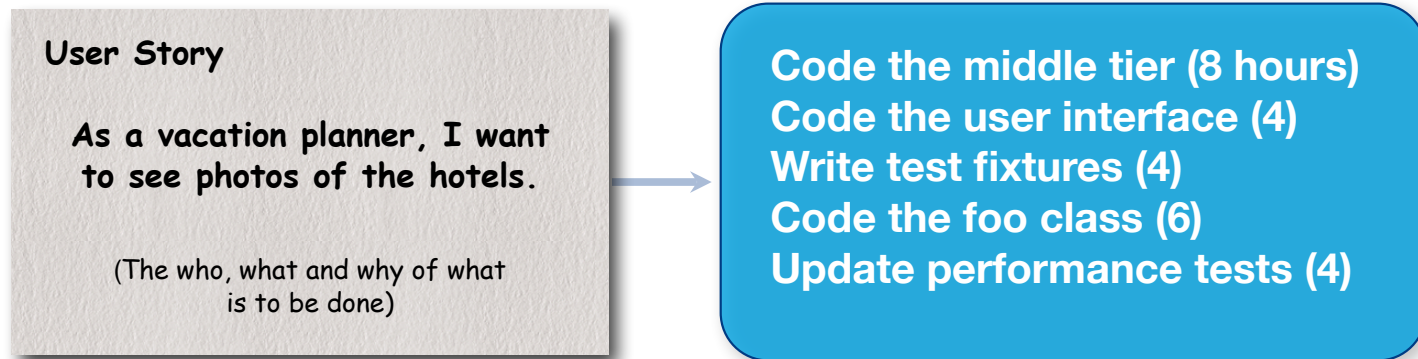 User Story
As a vacation planner, I want
to see photos of the hotels.
(The who, what and why of what
is to be done)
Code the middle tier (8 hours)
Code the user interface (4)
Write test fixtures (4)
Code the foo class (6)
Update performance tests (4)